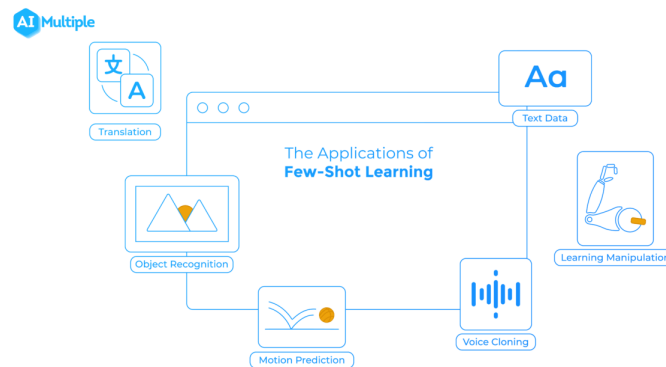 AI Multiple
文
A
Translation
Aa
Text Data
The Applications of
Few-Shot Learning
Object Recognition
Learning Manipulation
Voice Cloning
Motion Prediction